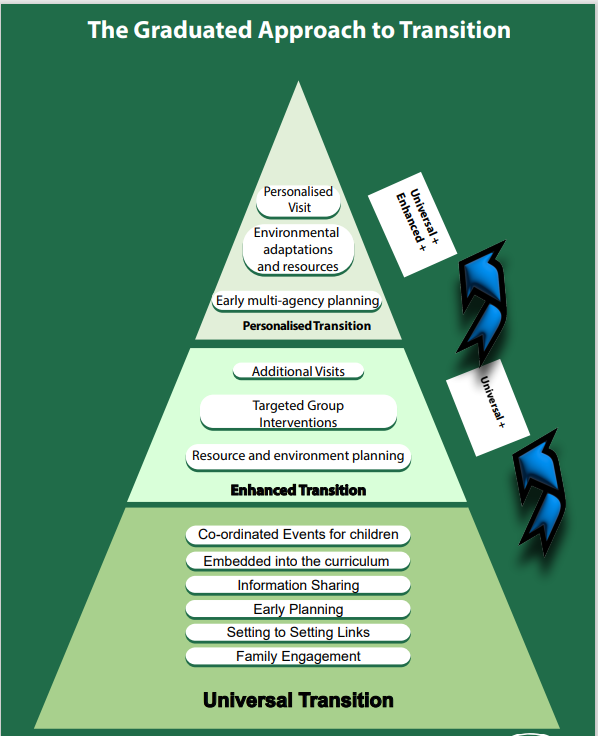 The Graduated Approach to Transition
Personalised
Visit
Universal +
Enhanced +
Environmental
adaptations
and resources
Early multi-agency planning
Personalised Transition
Additional Visits
Universal +
Targeted Group
Interventions
Resource and environment planning
Enhanced Transition
Co-ordinated Events for children
Embedded into the curriculum
Information Sharing
Early Planning
Setting to Setting Links
Family Engagement
Universal Transition